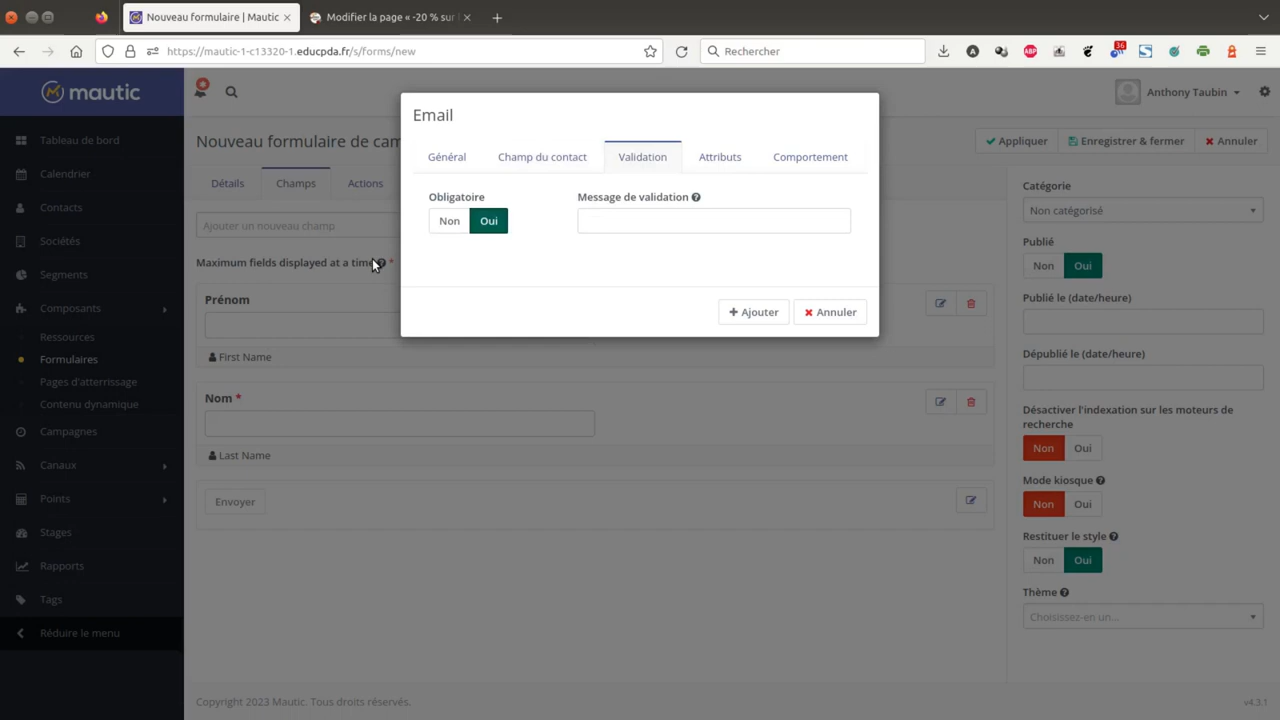 Nouveau formulaire | Mautic
Modifier la page « -20 % sur
https://mautic-1-c13320-1.educpda.fr/s/forms/new
Rechercher
36
ABP
mautic
Anthony Taubin
Tableau de bord
Calendrier
Contacts
Sociétés
Segments
Composants
Ressources
Formulaires
Pages d'atterrissage
Contenu dynamique
Campagnes
Canaux
Points
Stages
Rapports
Tags
Réduire le menu
Nouveau formulaire de cam
Appliquer
Enregistrer & fermer
Annuler
Détails
Champs
Actions
Ajouter un nouveau champ
Maximum fields displayed at a time *
Prénom
First Name
Nom *
Last Name
Envoyer
Email
Général
Champ du contact
Validation
Attributs
Comportement
Obligatoire
Non Oui
Message de validation
Ajouter
Annuler
Catégorie
Non catégorisé
Publié
Non Oui
Publié le (date/heure)
Dépublié le (date/heure)
Désactiver l'indexation sur les moteurs de
recherche
Non Oui
Mode kiosque
Non Oui
Restituer le style
Non Oui
Thème
Choisissez-en un...
Copyright 2023 Mautic. Tous droits réservés.
v4.3.1